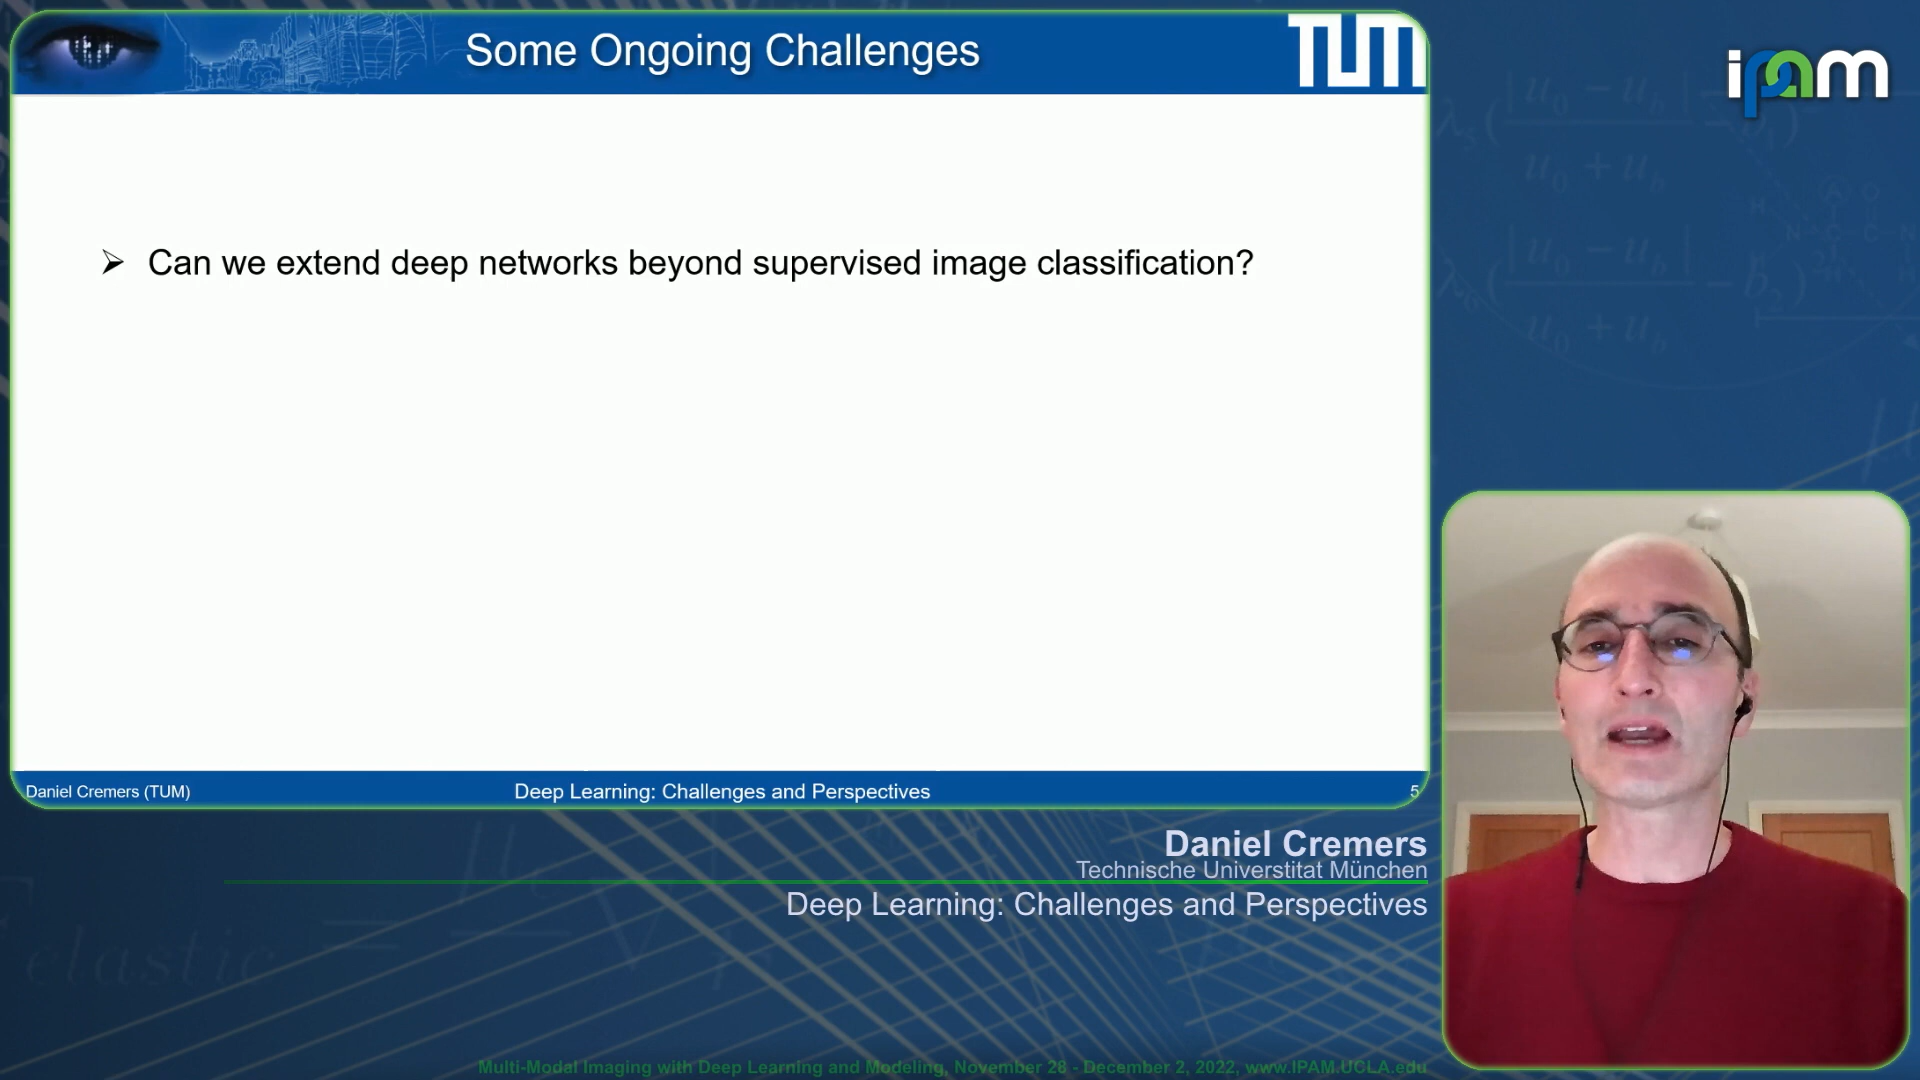 Some Ongoing Challenges
TUM
ipam
➢ Can we extend deep networks beyond supervised image classification?
Daniel Cremers (TUM)
Deep Learning: Challenges and Perspectives
5
Daniel Cremers
Technische Universtitat München
Deep Learning: Challenges and Perspectives
elastic
Multi-Modal Imaging with Deep Learning and Modeling, November 28 - December 2, 2022, www.IPAM.UCLA.edu